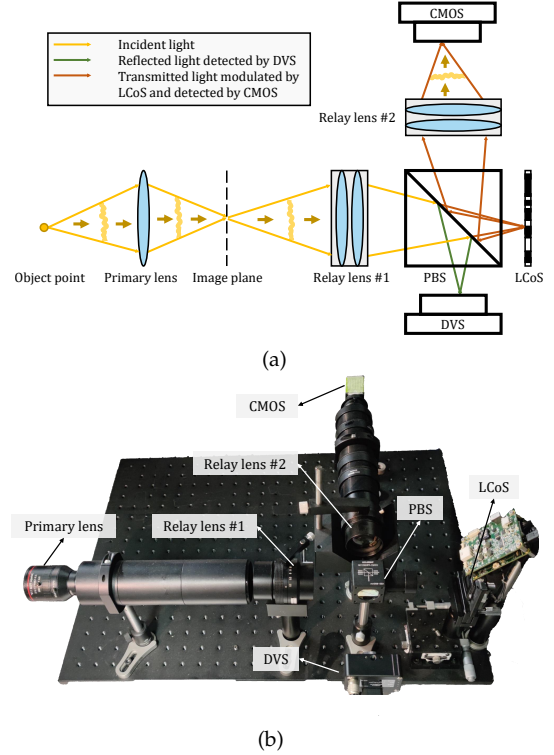 CMOS
Incident light
Reflected light detected by DVS
Transmitted light modulated by
LCoS and detected by CMOS
Relay lens #2
Object point
Primary lens
Image plane
Relay lens #1
PBS
LCoS
DVS
(a)
CMOS
Relay lens #2
LCoS
PBS
Primary lens
Relay lens #1
DVS
(b)